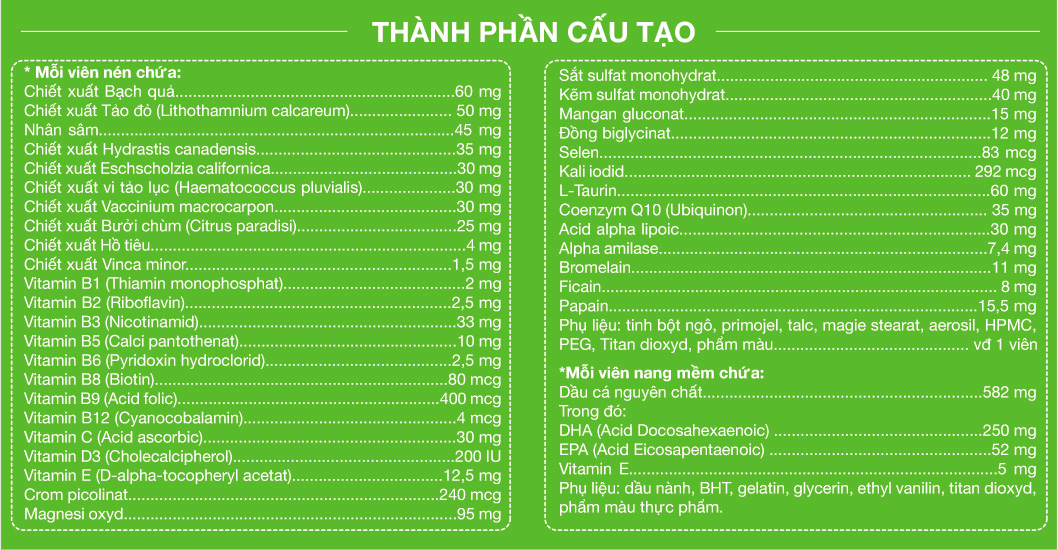 THÀNH PHẦN CẤU TẠO
* Mỗi viên nén chứa:
Chiết xuất Bạch quả.....60 mg
Chiết xuất Tảo đỏ (Lithothamnium calcareum)..... 50 mg
Nhân sâm.....45 mg
Chiết xuất Hydrastis canadensis.....35 mg
Chiết xuất Eschscholzia californica.....30 mg
Chiết xuất vi tảo lục (Haematococcus pluvialis).....30 mg
Chiết xuất Vaccinium macrocarpon.....30 mg
Chiết xuất Bưởi chùm (Citrus paradisi).....25 mg
Chiết xuất Hồ tiêu.....4 mg
Chiết xuất Vinca minor.....1,5 mg
Vitamin B1 (Thiamin monophosphat).....2 mg
Vitamin B2 (Riboflavin).....2,5 mg
Vitamin B3 (Nicotinamid).....33 mg
Vitamin B5 (Calci pantothenat).....10 mg
Vitamin B6 (Pyridoxin hydroclorid).....2,5 mg
Vitamin B8 (Biotin).....80 mcg
Vitamin B9 (Acid folic).....400 mcg
Vitamin B12 (Cyanocobalamin).....4 mcg
Vitamin C (Acid ascorbic).....30 mg
Vitamin D3 (Cholecalcipherol).....200 IU
Vitamin E (D-alpha-tocopheryl acetat).....12,5 mg
Crom picolinat.....240 mcg
Magnesi oxyd.....95 mg
Sắt sulfat monohydrat..... 48 mg
Kẽm sulfat monohydrat.....40 mg
Mangan gluconat.....15 mg
Đồng biglycinat.....12 mg
Selen.....83 mcg
Kali iodid..... 292 mcg
L-Taurin.....60 mg
Coenzym Q10 (Ubiquinon)..... 35 mg
Acid alpha lipoic.....30 mg
Alpha amilase.....7,4 mg
Bromelain.....11 mg
Ficain..... 8 mg
Papain.....15,5 mg
Phụ liệu: tinh bột ngô, primojel, talc, magie stearat, aerosil, HPMC,
PEG, Titan dioxyd, phẩm màu..... vđ 1 viên
*Mỗi viên nang mềm chứa:
Dầu cá nguyên chất.....582 mg
Trong đó:
DHA (Acid Docosahexaenoic) .....250 mg
EPA (Acid Eicosapentaenoic) .....52 mg
Vitamin E.....5 mg
Phụ liệu: dầu nành, BHT, gelatin, glycerin, ethyl vanilin, titan dioxyd,
phẩm màu thực phẩm.